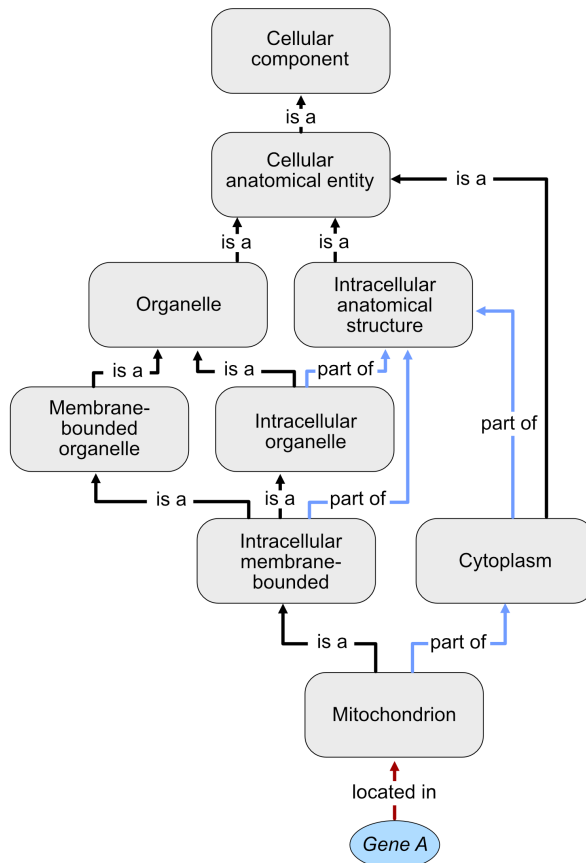 Cellular
component
is a
Cellular
anatomical entity
is a
is a
is a
Organelle
Intracellular
anatomical
structure
is a
is a
part of
Membrane-
bounded
organelle
Intracellular
organelle
part of
is a
is a
part of
Intracellular
membrane-
bounded
Cytoplasm
is a
part of
Mitochondrion
located in
Gene A